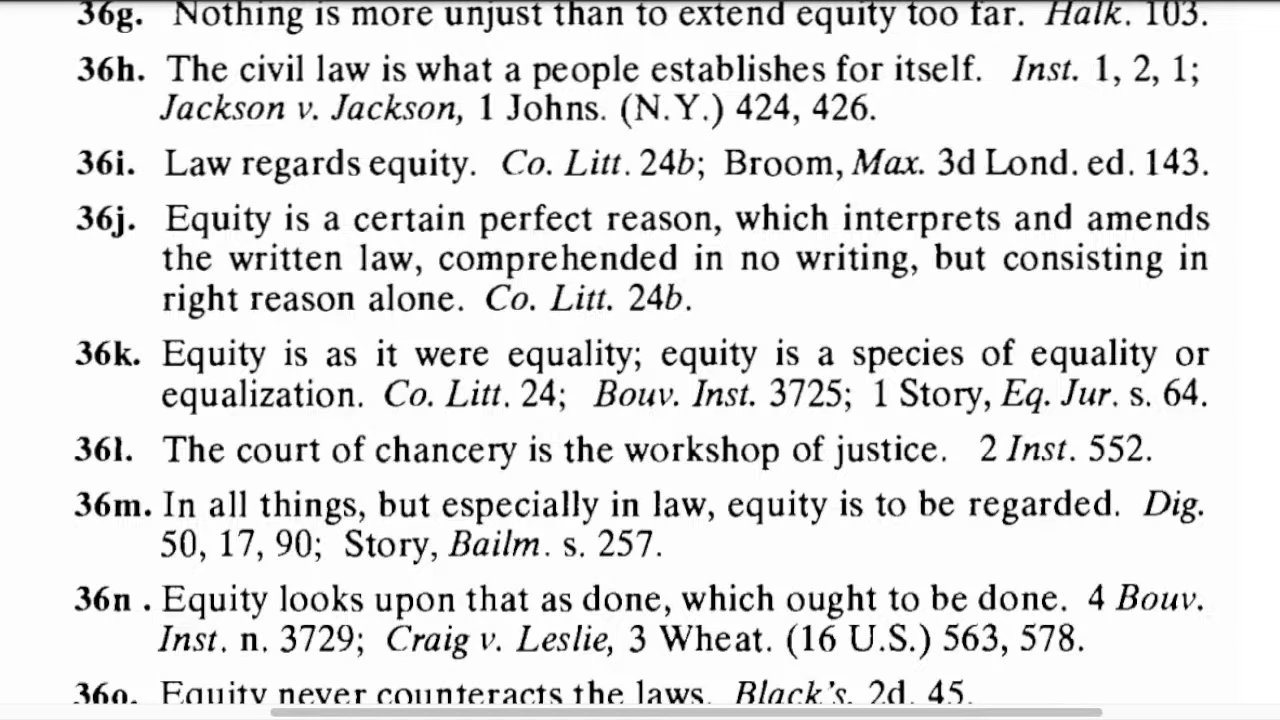 36g. Nothing is more unjust than to extend equity too far. Halk. 103.
36h. The civil law is what a people establishes for itself. Inst. 1, 2, 1;
Jackson v. Jackson, 1 Johns. (N.Y.) 424, 426.
36i. Law regards equity. Co. Litt. 24b; Broom, Max. 3d Lond. ed. 143.
36j. Equity is a certain perfect reason, which interprets and amends
the written law, comprehended in no writing, but consisting in
right reason alone. Co. Litt. 24b.
36k. Equity is as it were equality; equity is a species of equality or
equalization. Co. Litt. 24; Bouv. Inst. 3725; 1 Story, Eq. Jur. s. 64.
36l. The court of chancery is the workshop of justice. 2 Inst. 552.
36m. In all things, but especially in law, equity is to be regarded. Dig.
50, 17, 90; Story, Bailm. s. 257.
36n . Equity looks upon that as done, which ought to be done. 4 Bouv.
Inst. n. 3729; Craig v. Leslie, 3 Wheat. (16 U.S.) 563, 578.
36o. Equity never counteracts the laws. Black's, 2d. 45.